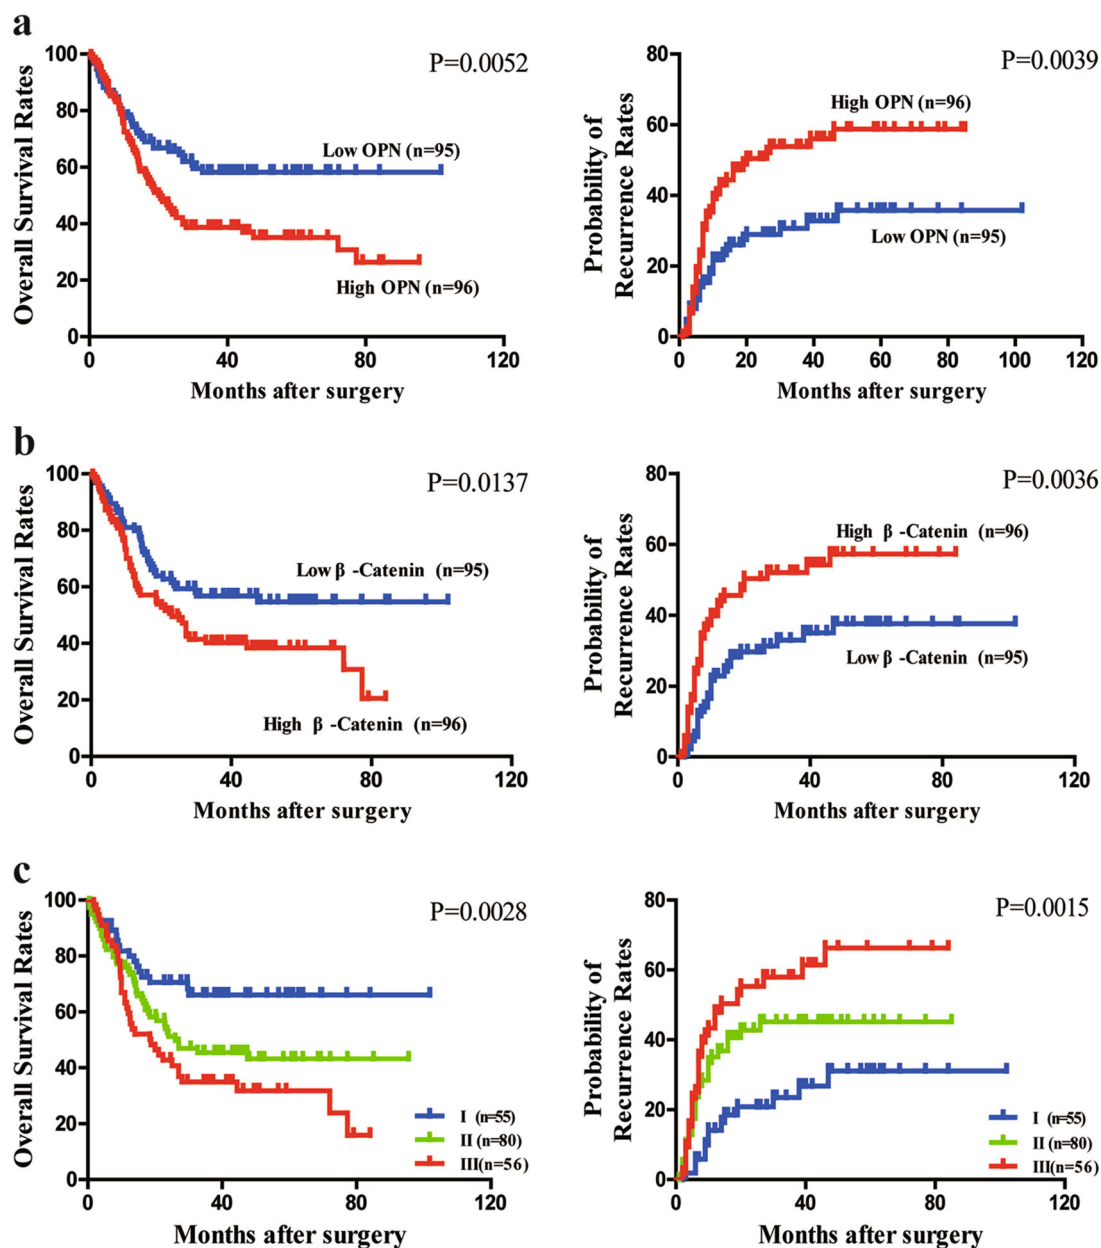 a
100
80
60
40
20
0
0 40 80 120
Overall Survival Rates
Months after surgery
P=0.0052
Low OPN (n=95)
High OPN (n=96)
80
60
40
20
0
0 20 40 60 80 100 120
Probability of
Recurrence Rates
Months after surgery
P=0.0039
High OPN (n=96)
Low OPN (n=95)
b
100
80
60
40
20
0
0 40 80 120
Overall Survival Rates
Months after surgery
P=0.0137
Low β-Catenin (n=95)
High β-Catenin (n=96)
80
60
40
20
0
0 40 80 120
Probability of
Recurrence Rates
Months after surgery
P=0.0036
High β-Catenin (n=96)
Low β-Catenin (n=95)
c
100
80
60
40
20
0
0 40 80 120
Overall Survival Rates
Months after surgery
P=0.0028
I (n=55)
II (n=80)
III(n=56)
80
60
40
20
0
0 40 80 120
Probability of
Recurrence Rates
Months after surgery
P=0.0015
I (n=55)
II (n=80)
III(n=56)